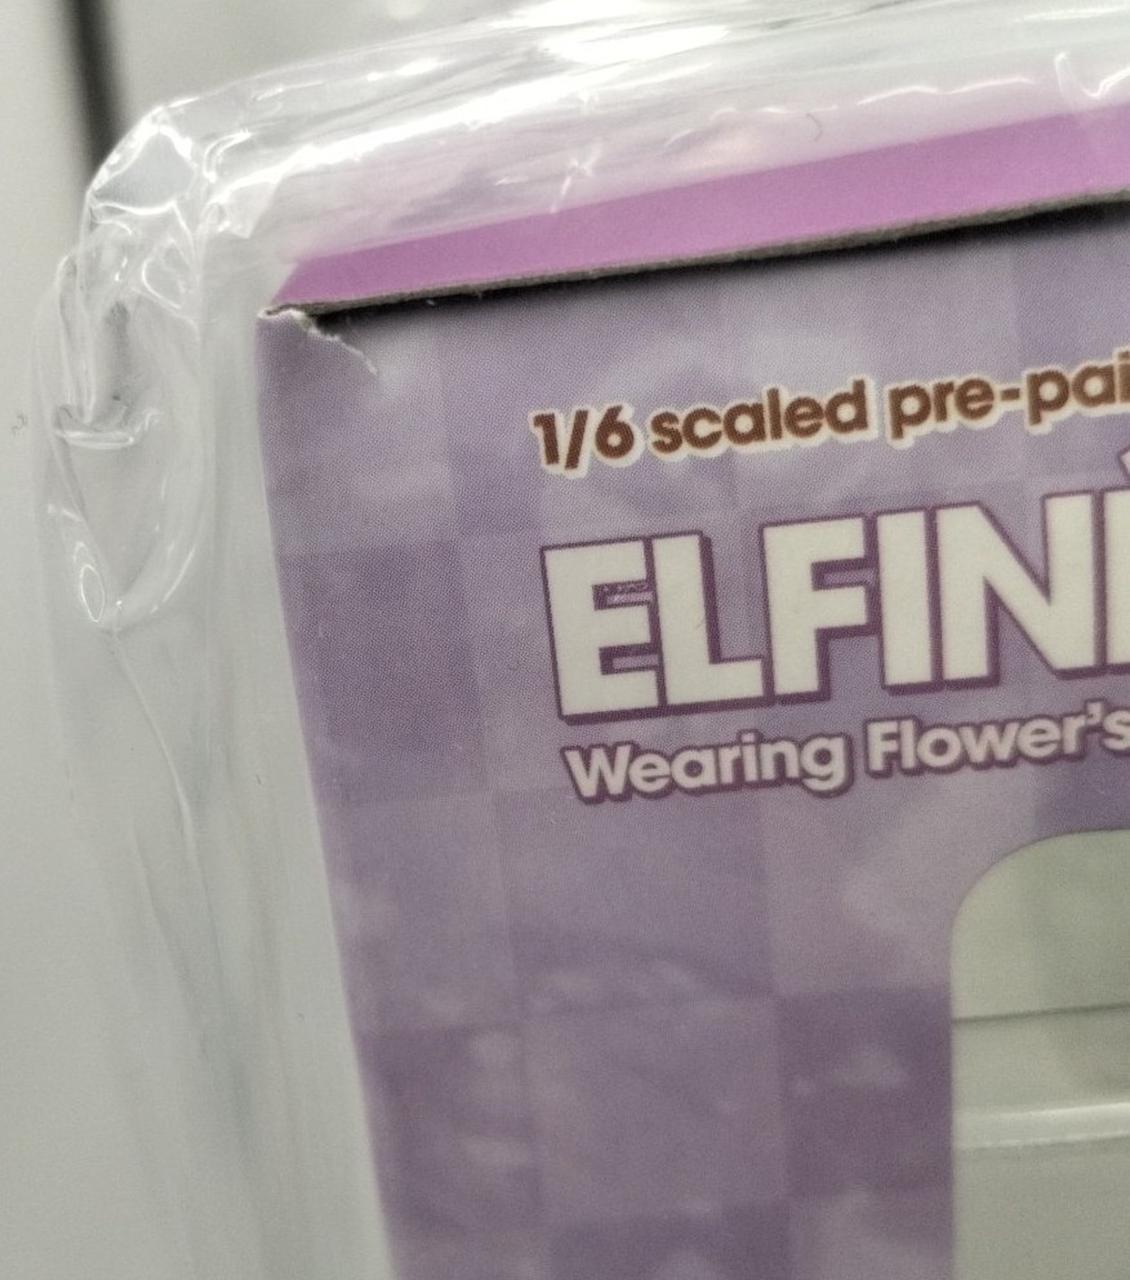 1/6 scaled pre-pai
ELFIN
Wearing Flower's